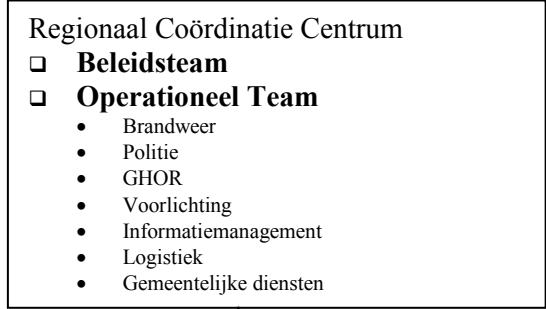 Regionaal Coördinatie Centrum
❑ Beleidsteam
❑ Operationeel Team
• Brandweer
• Politie
• GHOR
• Voorlichting
• Informatiemanagement
• Logistiek
• Gemeentelijke diensten